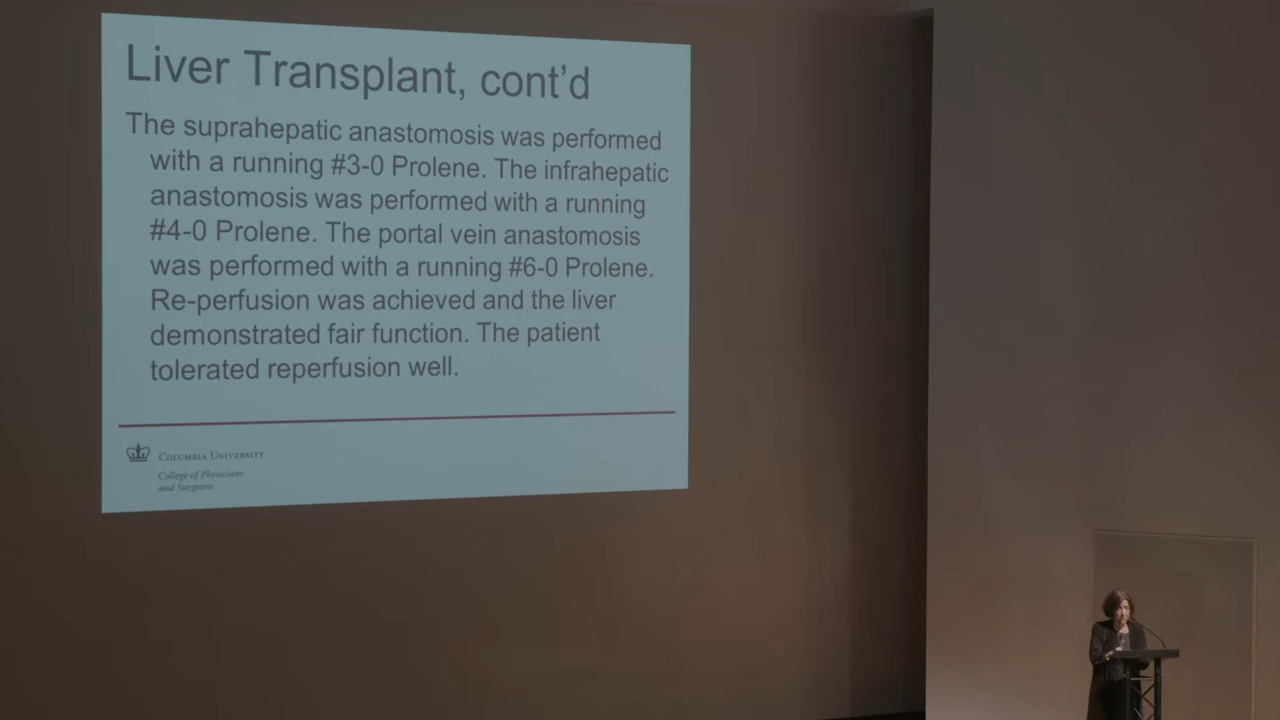 Liver Transplant, cont’d
The suprahepatic anastomosis was performed
with a running #3-0 Prolene. The infrahepatic
anastomosis was performed with a running
#4-0 Prolene. The portal vein anastomosis
was performed with a running #6-0 Prolene.
Re-perfusion was achieved and the liver
demonstrated fair function. The patient
tolerated reperfusion well.
COLUMBIA UNIVERSITY
College of Physicians
and Surgeons